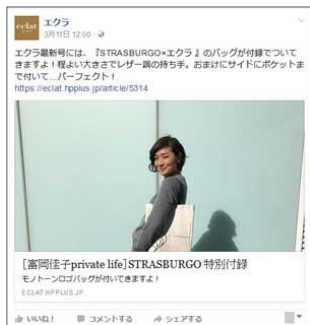 eclat
エクラ
3月11日 12:00 ·
エクラ最新号には、『STRASBURGO×エクラ 』のバッグが付録でついて
きますよ！程よい大きさでレザー調の持ち手。おまけにサイドにポケットま
で付いて…パーフェクト！
https://eclat.hpplus.jp/article/5314
［富岡佳子private life］STRASBURGO 特別付録
モノトーンロゴバッグが付いてきますよ！
ECLAT.HPPLUS.JP
いいね！ コメントする シェアする